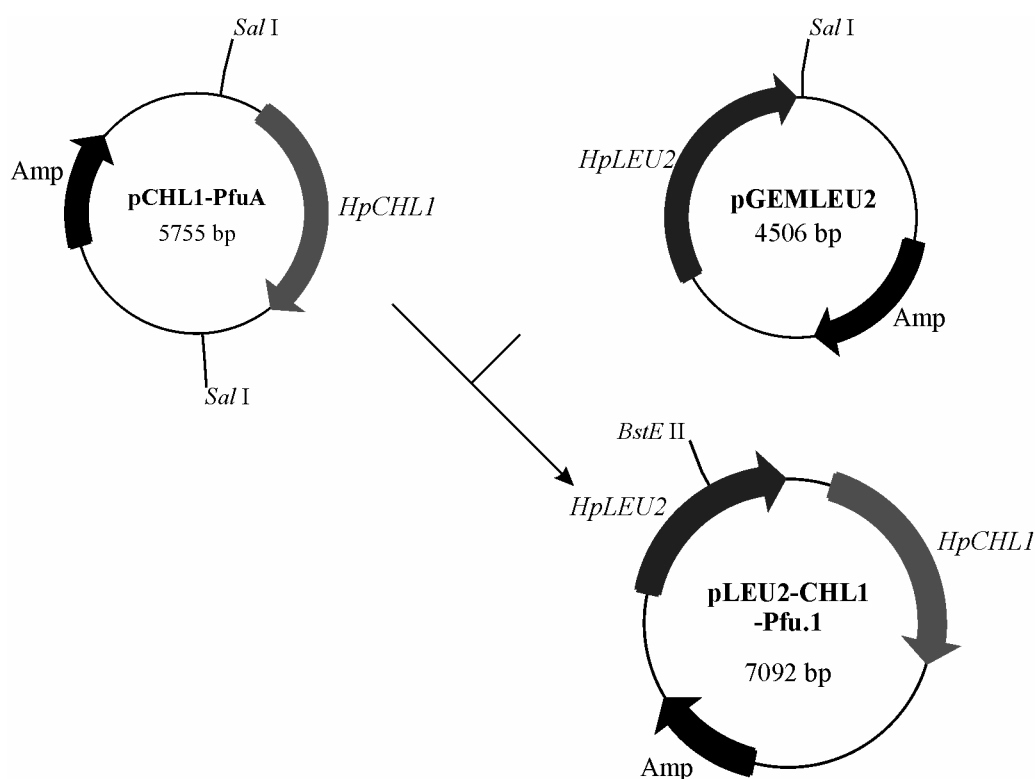 Sal I
Amp
pCHL1-PfuA
5755 bp
HpCHL1
Sal I
Sal I
HpLEU2
pGEMLEU2
4506 bp
Amp
BstE II
HpLEU2
HpCHL1
pLEU2-CHL1
-Pfu.1
7092 bp
Amp